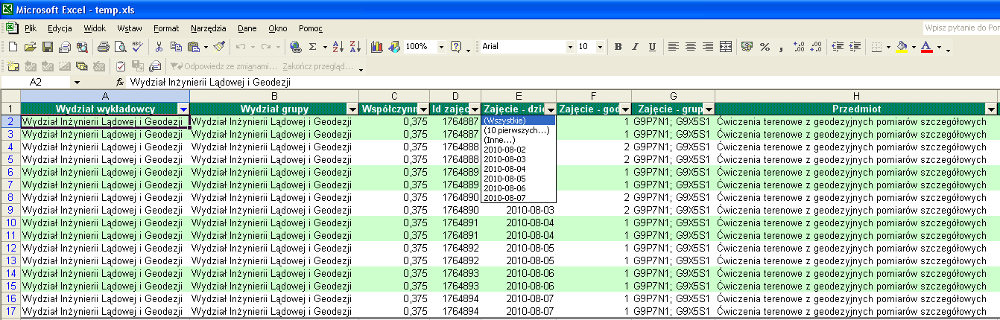 Microsoft Excel - temp.xls
Plik Edycja Widok Wstaw Format Narzędzia Dane Okno Pomoc Wpisz pytanie do Por
100% Arial 10 B I U % ,
Odpowiedz ze zmianami... Zakończ przegląd...
A2 fx Wydział Inżynierii Lądowej i Geodezji
A B C D E F G H
1 Wydział wykładowcy Wydział grupy Współczynn Id zajęc Zajęcie - dzie Zajęcie - god Zajęcie - grup Przedmiot
2 Wydział Inżynierii Lądowej i Geodezji Wydział Inżynierii Lądowej i Geodezji 0,375 1764887 (Wszystkie) 1 G9P7N1; G9X5S1 Ćwiczenia terenowe z geodezyjnych pomiarów szczegółowych
3 Wydział Inżynierii Lądowej i Geodezji Wydział Inżynierii Lądowej i Geodezji 0,375 1764887 (10 pierwszych...) 1 G9P7N1; G9X5S1 Ćwiczenia terenowe z geodezyjnych pomiarów szczegółowych
(Inne...)
4 Wydział Inżynierii Lądowej i Geodezji Wydział Inżynierii Lądowej i Geodezji 0,375 1764888 2010-08-02 2 G9P7N1; G9X5S1 Ćwiczenia terenowe z geodezyjnych pomiarów szczegółowych
5 Wydział Inżynierii Lądowej i Geodezji Wydział Inżynierii Lądowej i Geodezji 0,375 1764888 2010-08-03 2 G9P7N1; G9X5S1 Ćwiczenia terenowe z geodezyjnych pomiarów szczegółowych
6 Wydział Inżynierii Lądowej i Geodezji Wydział Inżynierii Lądowej i Geodezji 0,375 1764889 2010-08-04 1 G9P7N1; G9X5S1 Ćwiczenia terenowe z geodezyjnych pomiarów szczegółowych
7 Wydział Inżynierii Lądowej i Geodezji Wydział Inżynierii Lądowej i Geodezji 0,375 1764889 2010-08-05 1 G9P7N1; G9X5S1 Ćwiczenia terenowe z geodezyjnych pomiarów szczegółowych
2010-08-06
8 Wydział Inżynierii Lądowej i Geodezji Wydział Inżynierii Lądowej i Geodezji 0,375 1764890 2010-08-07 2 G9P7N1; G9X5S1 Ćwiczenia terenowe z geodezyjnych pomiarów szczegółowych
9 Wydział Inżynierii Lądowej i Geodezji Wydział Inżynierii Lądowej i Geodezji 0,375 1764890 2010-08-03 2 G9P7N1; G9X5S1 Ćwiczenia terenowe z geodezyjnych pomiarów szczegółowych
10 Wydział Inżynierii Lądowej i Geodezji Wydział Inżynierii Lądowej i Geodezji 0,375 1764891 2010-08-04 1 G9P7N1; G9X5S1 Ćwiczenia terenowe z geodezyjnych pomiarów szczegółowych
11 Wydział Inżynierii Lądowej i Geodezji Wydział Inżynierii Lądowej i Geodezji 0,375 1764891 2010-08-04 1 G9P7N1; G9X5S1 Ćwiczenia terenowe z geodezyjnych pomiarów szczegółowych
12 Wydział Inżynierii Lądowej i Geodezji Wydział Inżynierii Lądowej i Geodezji 0,375 1764892 2010-08-05 1 G9P7N1; G9X5S1 Ćwiczenia terenowe z geodezyjnych pomiarów szczegółowych
13 Wydział Inżynierii Lądowej i Geodezji Wydział Inżynierii Lądowej i Geodezji 0,375 1764892 2010-08-05 1 G9P7N1; G9X5S1 Ćwiczenia terenowe z geodezyjnych pomiarów szczegółowych
14 Wydział Inżynierii Lądowej i Geodezji Wydział Inżynierii Lądowej i Geodezji 0,375 1764893 2010-08-06 1 G9P7N1; G9X5S1 Ćwiczenia terenowe z geodezyjnych pomiarów szczegółowych
15 Wydział Inżynierii Lądowej i Geodezji Wydział Inżynierii Lądowej i Geodezji 0,375 1764893 2010-08-06 1 G9P7N1; G9X5S1 Ćwiczenia terenowe z geodezyjnych pomiarów szczegółowych
16 Wydział Inżynierii Lądowej i Geodezji Wydział Inżynierii Lądowej i Geodezji 0,375 1764894 2010-08-07 1 G9P7N1; G9X5S1 Ćwiczenia terenowe z geodezyjnych pomiarów szczegółowych
17 Wydział Inżynierii Lądowej i Geodezji Wydział Inżynierii Lądowej i Geodezji 0,375 1764894 2010-08-07 1 G9P7N1; G9X5S1 Ćwiczenia terenowe z geodezyjnych pomiarów szczegółowych